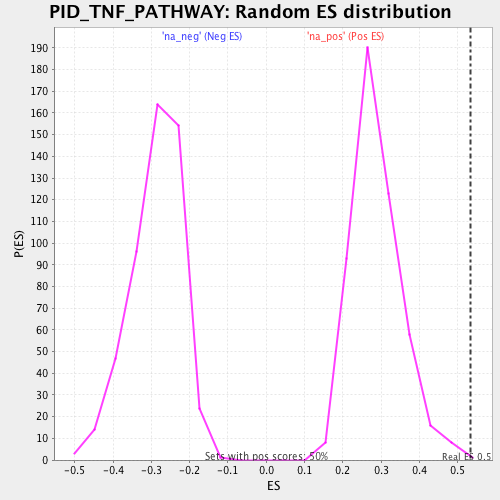 PID_TNF_PATHWAY: Random ES distribution
'na_neg' (Neg ES) 'na_pos' (Pos ES)
190
180
170
160
150
140
130
120
110
100
90
80
70
60
50
40
30
20
10
0
P(ES)
Sets with pos scores: 50%
Real ES 0.5
-0.5 -0.4 -0.3 -0.2 -0.1 0.0 0.1 0.2 0.3 0.4 0.5
ES